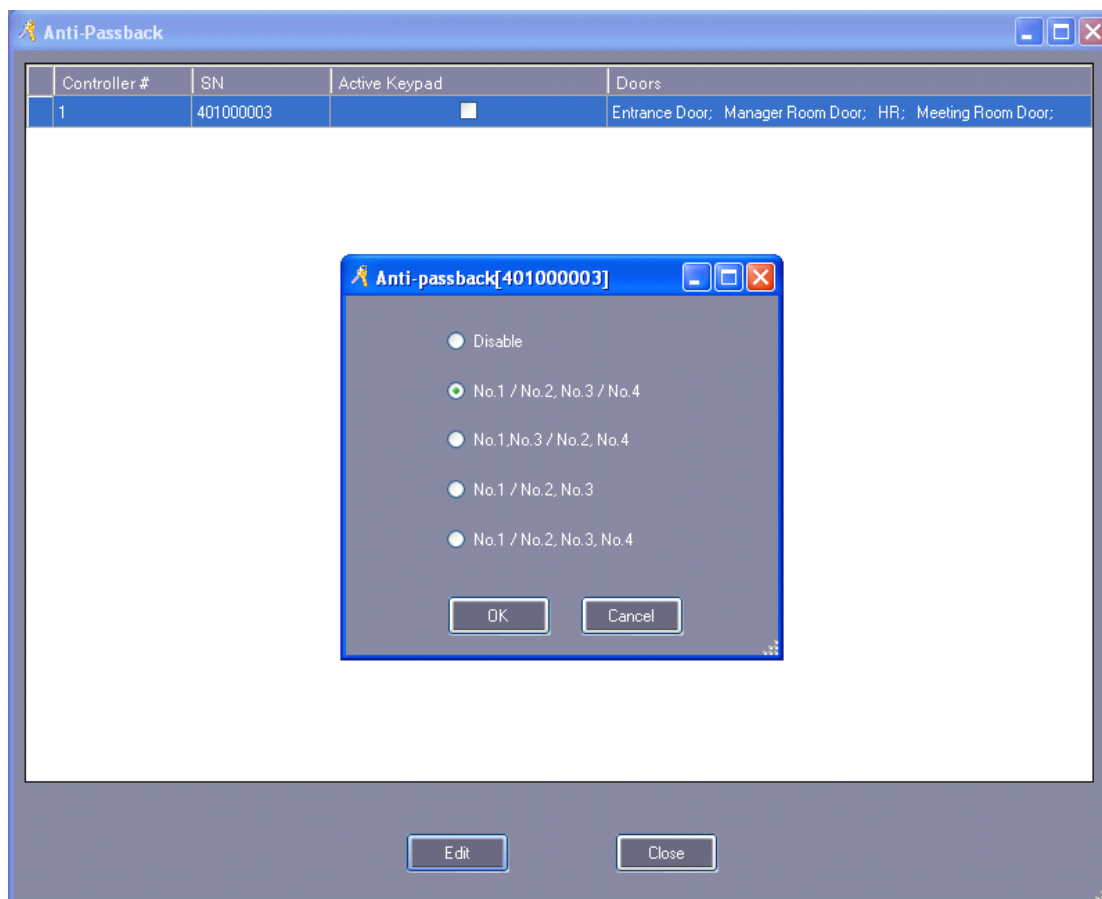 Anti-Passback
Controller # SN Active Keypad Doors
1 401000003 Entrance Door; Manager Room Door; HR; Meeting Room Door;
Anti-passback[401000003]
Disable
No.1 / No.2, No.3 / No.4
No.1,No.3 / No.2, No.4
No.1 / No.2, No.3
No.1 / No.2, No.3, No.4
OK Cancel
Edit Close